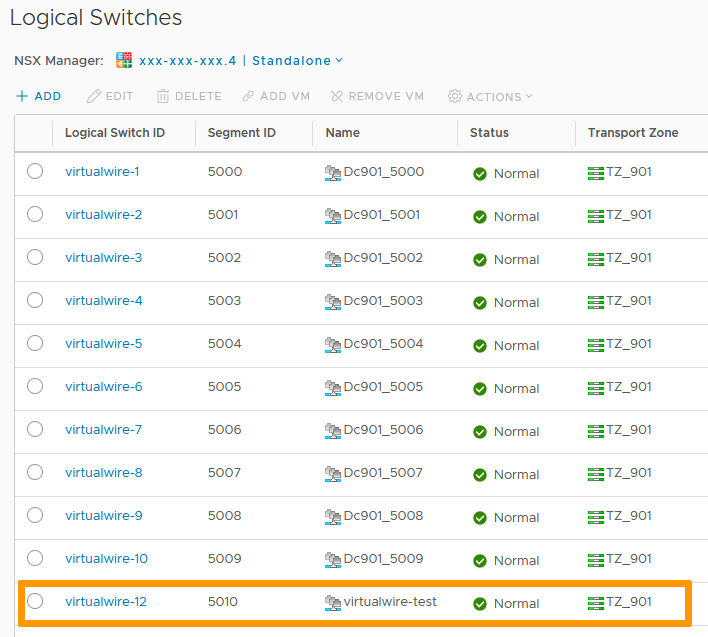 Logical Switches
NSX Manager: xxx-xxx-xxx.4 | Standalone
+ ADD EDIT DELETE ADD VM REMOVE VM ACTIONS
Logical Switch ID Segment ID Name Status Transport Zone
virtualwire-1 5000 Dc901_5000 Normal TZ_901
virtualwire-2 5001 Dc901_5001 Normal TZ_901
virtualwire-3 5002 Dc901_5002 Normal TZ_901
virtualwire-4 5003 Dc901_5003 Normal TZ_901
virtualwire-5 5004 Dc901_5004 Normal TZ_901
virtualwire-6 5005 Dc901_5005 Normal TZ_901
virtualwire-7 5006 Dc901_5006 Normal TZ_901
virtualwire-8 5007 Dc901_5007 Normal TZ_901
virtualwire-9 5008 Dc901_5008 Normal TZ_901
virtualwire-10 5009 Dc901_5009 Normal TZ_901
virtualwire-12 5010 virtualwire-test Normal TZ_901